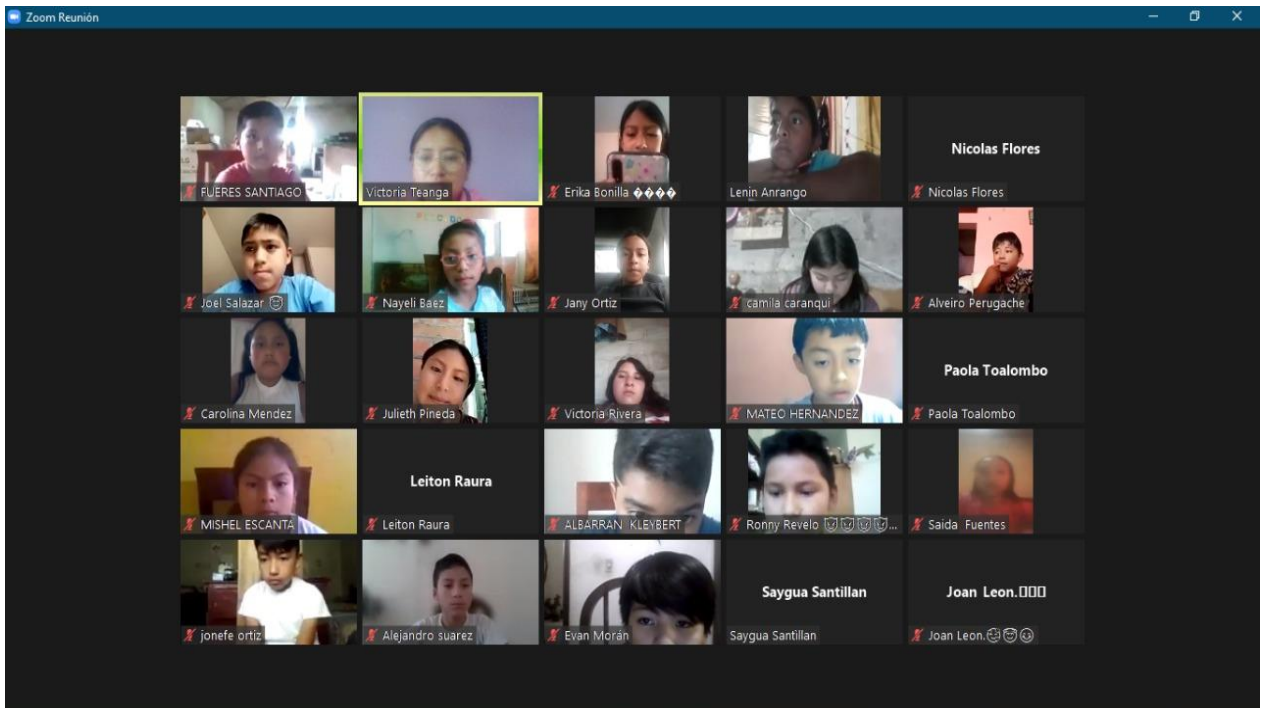 Zoom Reunión
FUERES SANTIAGO
Victoria Teanga
Erika Bonilla ����
Lenin Anrango
Nicolas Flores
Nicolas Flores
Joel Salazar 😇
Nayeli Baez
Jany Ortiz
camila caranqui
Alveiro Perugache
Carolina Mendez
Julieth Pineda
Victoria Rivera
MATEO HERNANDEZ
Paola Toalombo
Paola Toalombo
MISHEL ESCANTA
Leiton Raura
Leiton Raura
ALBARRAN KLEYBERT
Ronny Revelo 😈😈😈😈...
Saida Fuentes
jonefe ortiz
Alejandro suarez
Evan Morán
Saygua Santillan
Saygua Santillan
Joan Leon.▯▯▯
Joan Leon.